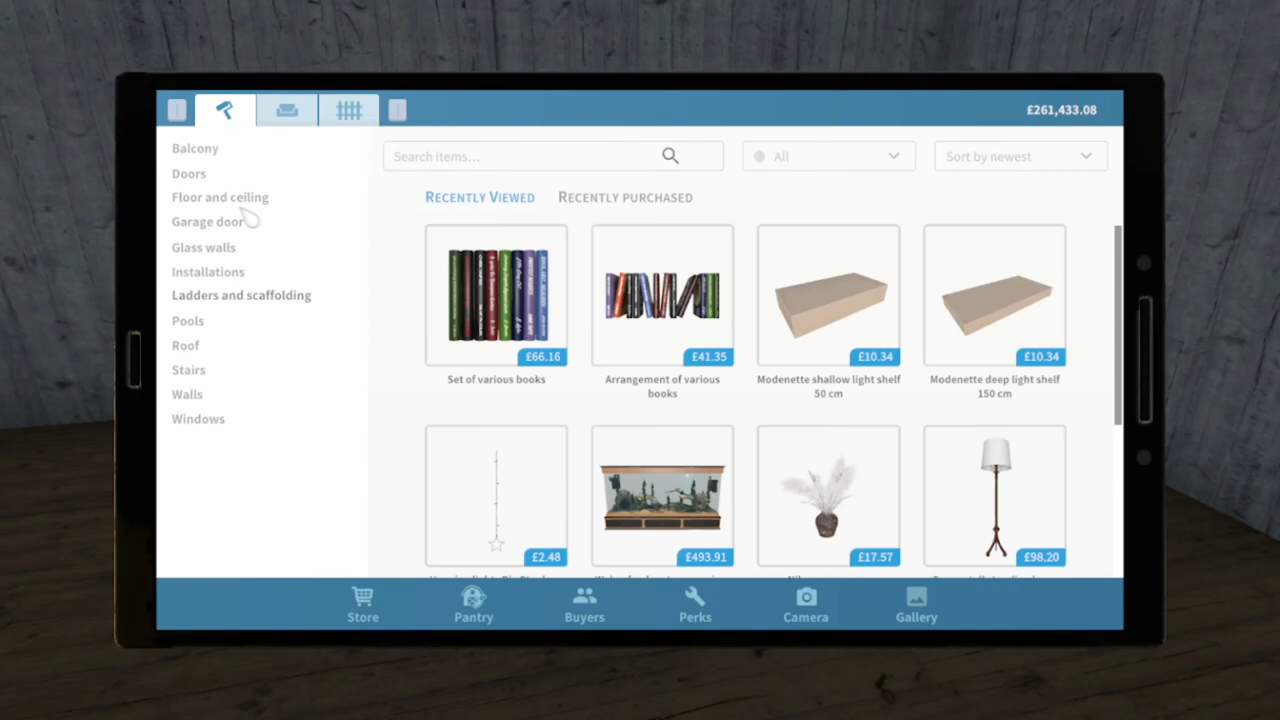 £261,433.08
Balcony
Doors
Floor and ceiling
Garage door
Glass walls
Installations
Ladders and scaffolding
Pools
Roof
Stairs
Walls
Windows
Search items...
All
Sort by newest
Recently Viewed
Recently purchased
£66.16
£41.35
£10.34
£10.34
Set of various books
Arrangement of various
books
Modenette shallow light shelf
50 cm
Modenette deep light shelf
150 cm
£2.48
£493.91
£17.57
£98.20
Store
Pantry
Buyers
Perks
Camera
Gallery